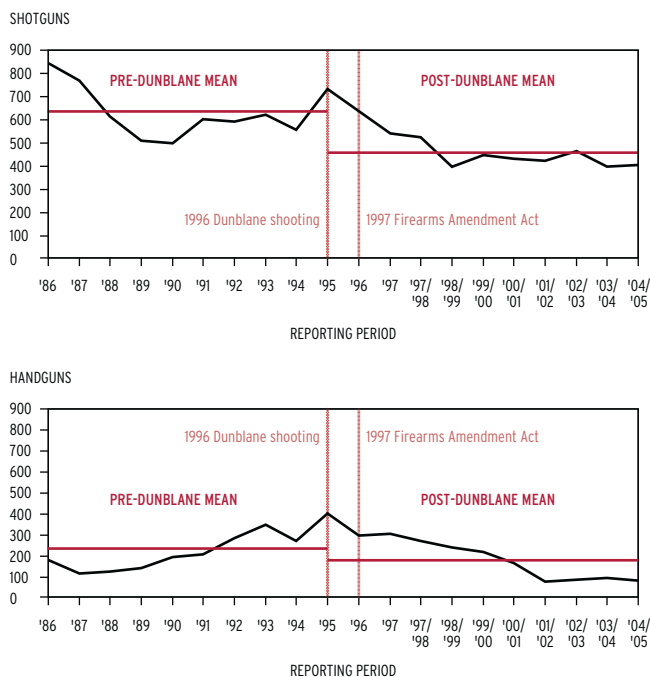 SHOTGUNS
900
800
700
600
500
400
300
200
100
0
PRE-DUNBLANE MEAN POST-DUNBLANE MEAN
1996 Dunblane shooting 1997 Firearms Amendment Act
'86 '87 '88 '89 '90 '91 '92 '93 '94 '95 '96 '97 '97/ '98/ '99/ '00/ '01/ '02/ '03/ '04/
'98 '99 '00 '01 '02 '03 '04 '05
REPORTING PERIOD
HANDGUNS
900
800
700
600
500
400
300
200
100
0
1996 Dunblane shooting 1997 Firearms Amendment Act
PRE-DUNBLANE MEAN POST-DUNBLANE MEAN
'86 '87 '88 '89 '90 '91 '92 '93 '94 '95 '96 '97 '97/ '98/ '99/ '00/ '01/ '02/ '03/ '04/
'98 '99 '00 '01 '02 '03 '04 '05
REPORTING PERIOD